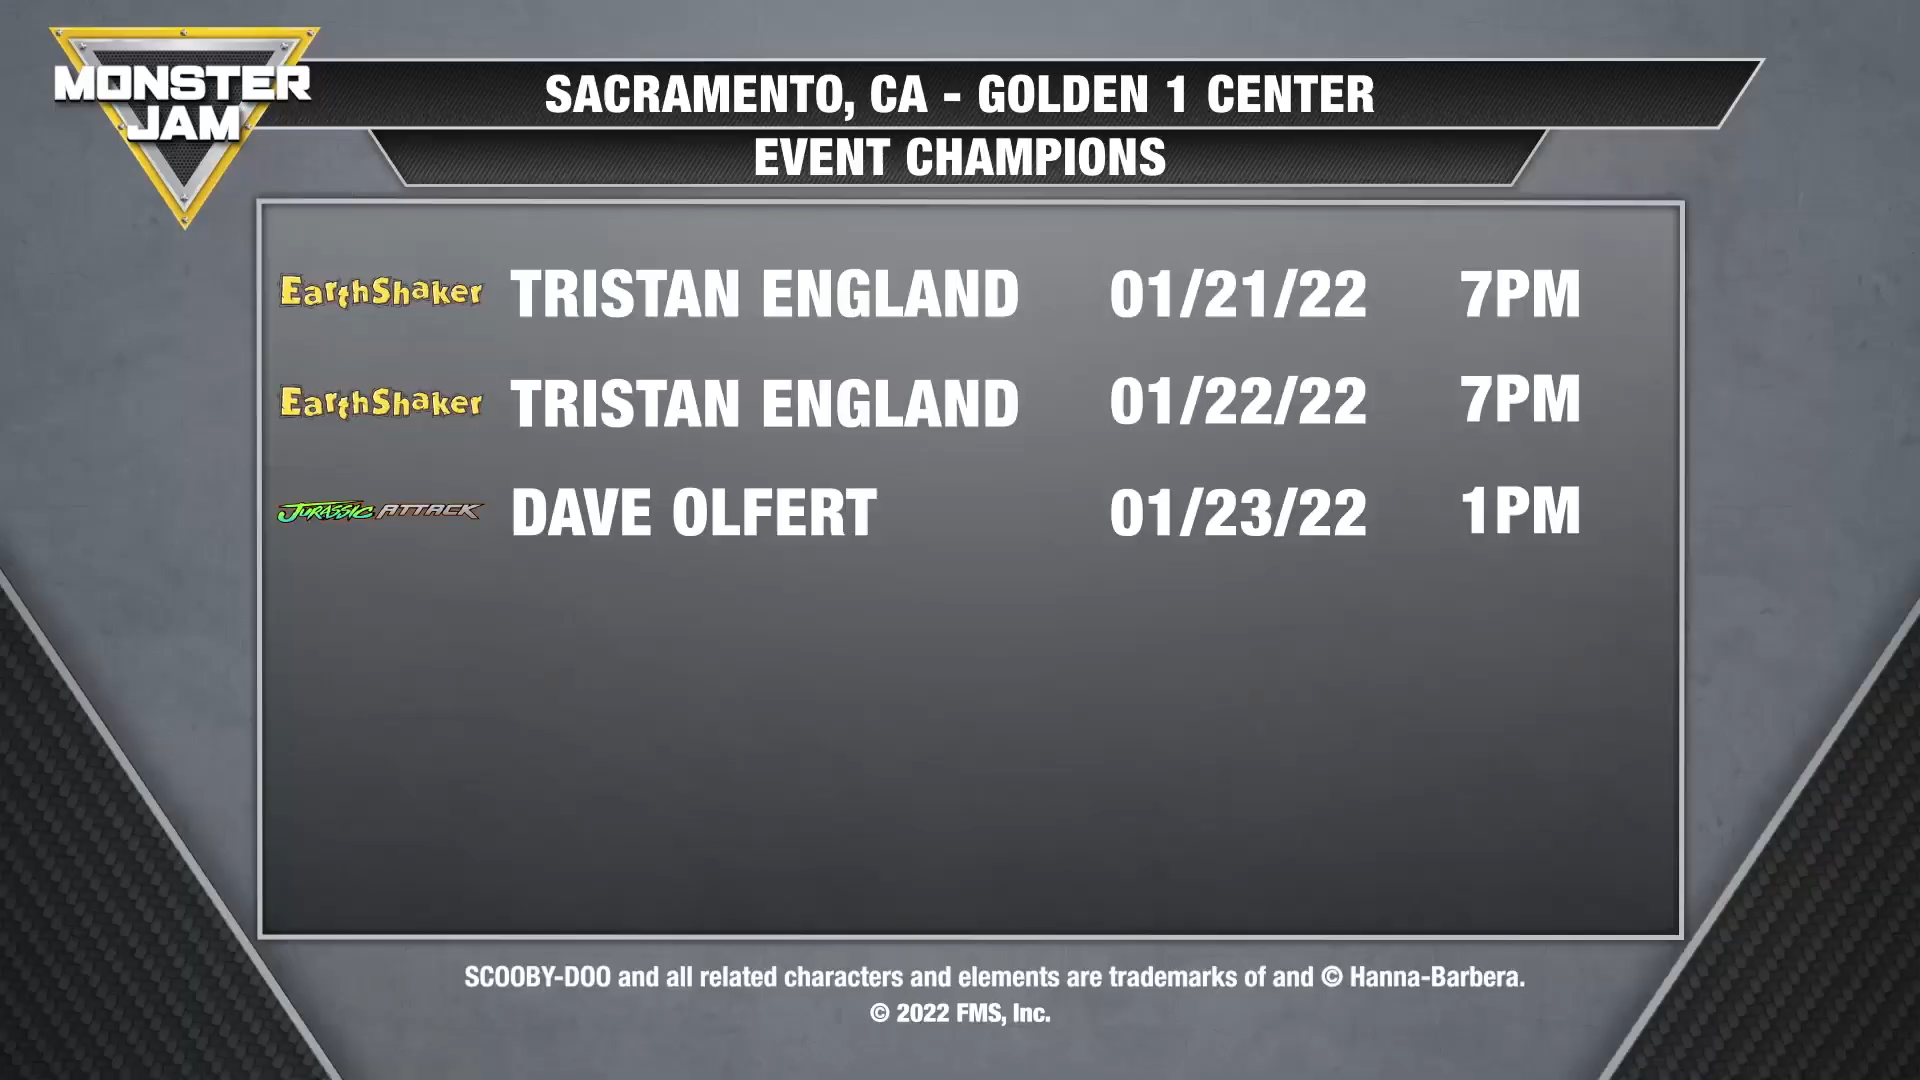 MONSTER JAM
SACRAMENTO, CA - GOLDEN 1 CENTER
EVENT CHAMPIONS
EarthShaker TRISTAN ENGLAND 01/21/22 7PM
EarthShaker TRISTAN ENGLAND 01/22/22 7PM
JURASSIC ATTACK DAVE OLFERT 01/23/22 1PM
SCOOBY-DOO and all related characters and elements are trademarks of and © Hanna-Barbera.
© 2022 FMS, Inc.